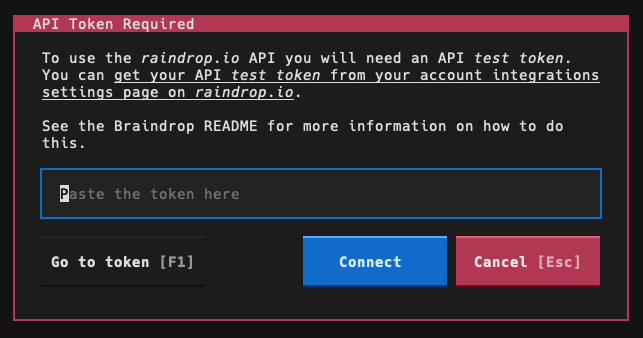 API Token Required
To use the raindrop.io API you will need an API test token.
You can get your API test token from your account integrations
settings page on raindrop.io.
See the Braindrop README for more information on how to do
this.
Paste the token here
Go to token [F1]
Connect
Cancel [Esc]